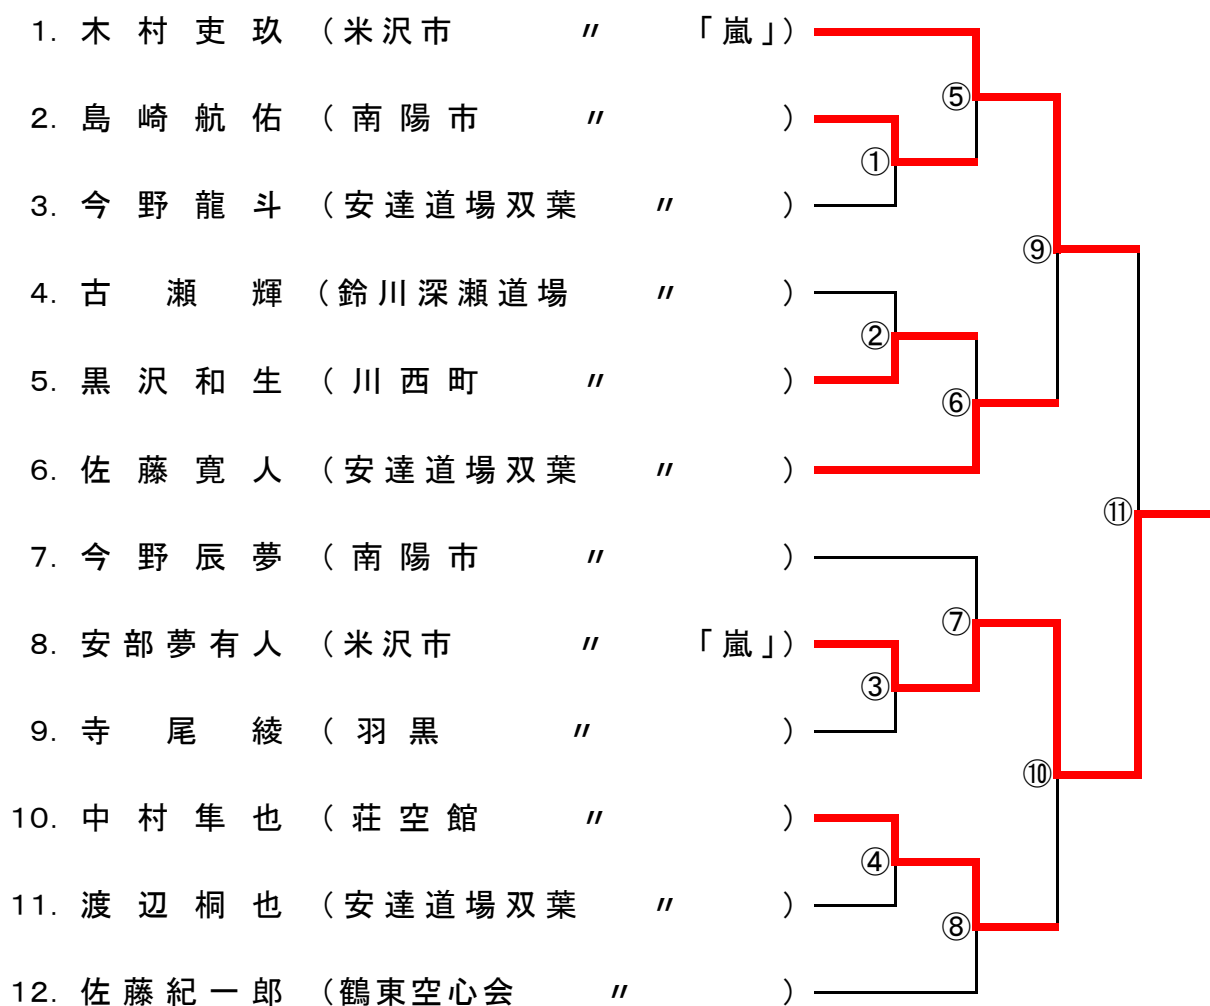 1. 木村吏玖 (米沢市 〃 「嵐」)
⑤
2. 島崎航佑 (南陽市 〃 )
①
3. 今野龍斗 (安達道場双葉 〃 )
⑨
4. 古瀬輝 (鈴川深瀬道場 〃 )
②
5. 黒沢和生 (川西町 〃 )
⑥
6. 佐藤寛人 (安達道場双葉 〃 )
⑪
7. 今野辰夢 (南陽市 〃 )
⑦
8. 安部夢有人 (米沢市 〃 「嵐」)
③
9. 寺尾綾 (羽黒 〃 )
⑩
10. 中村隼也 (荘空館 〃 )
④
11. 渡辺桐也 (安達道場双葉 〃 )
⑧
12. 佐藤紀一郎 (鶴東空心会 〃 )